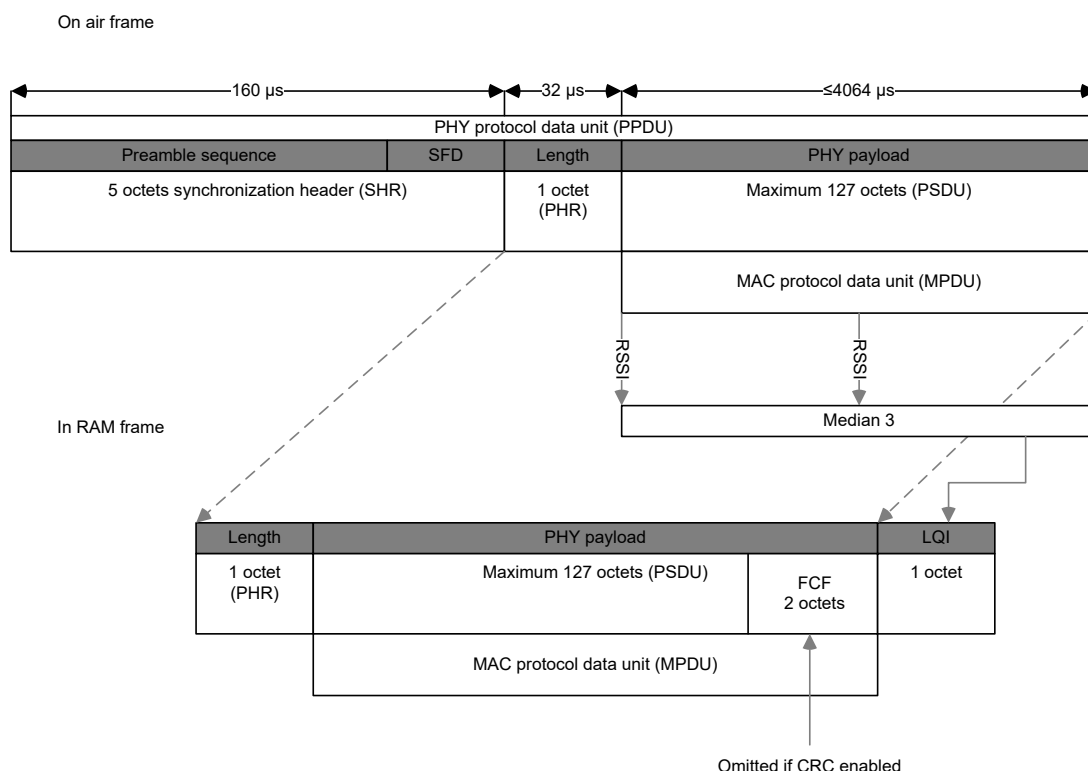 On air frame
160 µs
32 µs
≤4064 µs
PHY protocol data unit (PPDU)
Preamble sequence
SFD
Length
PHY payload
5 octets synchronization header (SHR)
1 octet
(PHR)
Maximum 127 octets (PSDU)
MAC protocol data unit (MPDU)
RSSI
RSSI
In RAM frame
Median 3
Length
PHY payload
LQI
1 octet
(PHR)
Maximum 127 octets (PSDU)
FCF
2 octets
1 octet
MAC protocol data unit (MPDU)
Omitted if CRC enabled